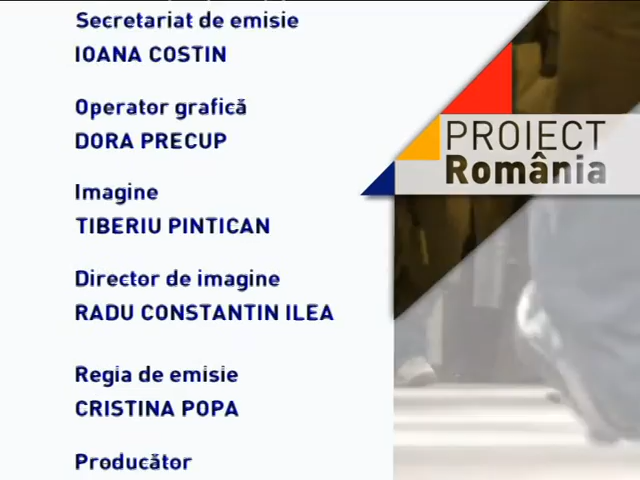 Secretariat de emisie
IOANA COSTIN
Operator grafică
DORA PRECUP
Imagine
TIBERIU PINTICAN
Director de imagine
RADU CONSTANTIN ILEA
Regia de emisie
CRISTINA POPA
Producător
PROIECT
România